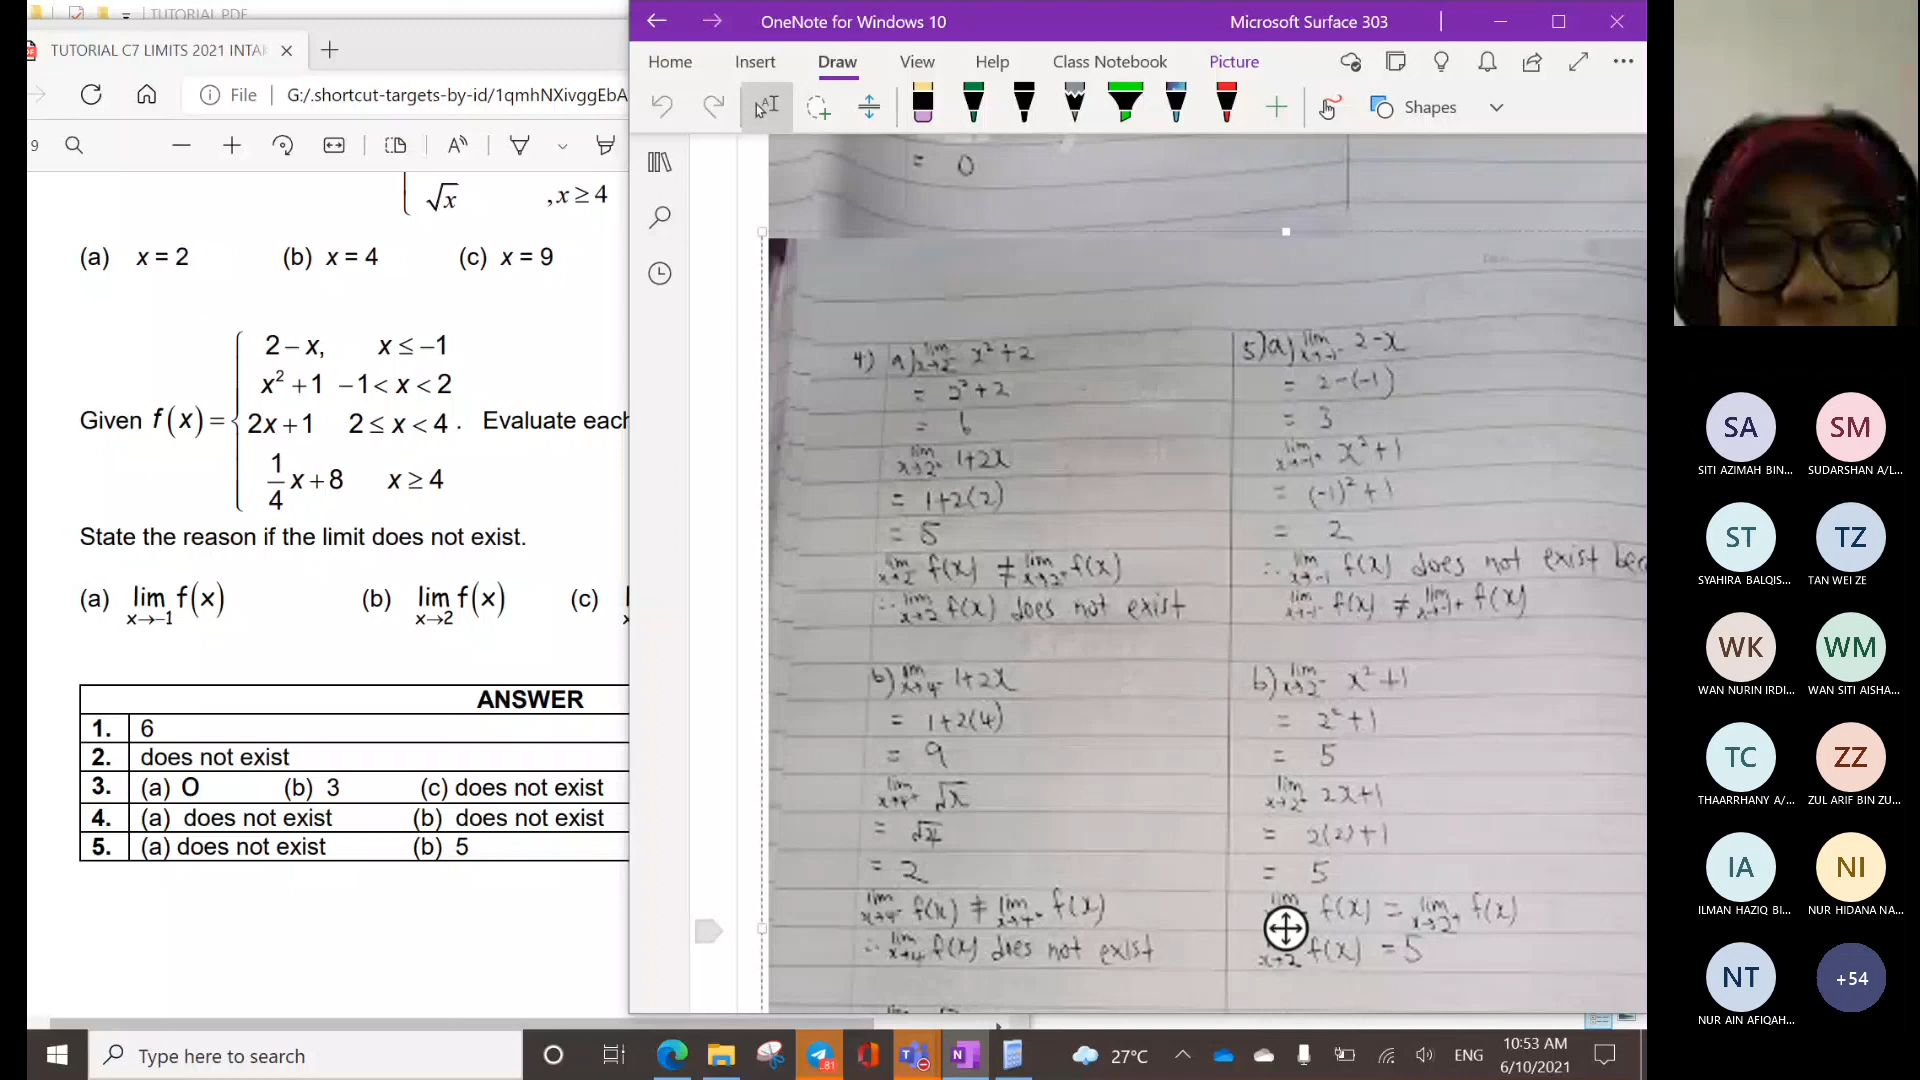 TUTORIAL PDF
TUTORIAL C7 LIMITS 2021 INTAK
File
G:/.shortcut-targets-by-id/1qmhNXivggEbA
9
√x , x ≥ 4
(a) x = 2 (b) x = 4 (c) x = 9
2 − x, x ≤ −1
x² + 1 −1 < x < 2
Given f(x) = 2x + 1 2 ≤ x < 4 . Evaluate each
1/4 x + 8 x ≥ 4
State the reason if the limit does not exist.
(a) lim x→−1 f(x) (b) lim x→2 f(x) (c)
ANSWER
1. 6
2. does not exist
3. (a) 0 (b) 3 (c) does not exist
4. (a) does not exist (b) does not exist
5. (a) does not exist (b) 5
OneNote for Windows 10
Microsoft Surface 303
Home Insert Draw View Help Class Notebook Picture
Shapes
= 0
4.) a) lim x→2⁻ x² + 2
= 2² + 2
= 6
lim x→2⁺ 1+2x
= 1+2(2)
= 5
lim x→2⁻ f(x) ≠ lim x→2⁺ f(x)
∴ lim x→2 f(x) does not exist
b) lim x→4⁻ 1+2x
= 1+2(4)
= 9
lim x→4⁺ √x
= √4
= 2
lim x→4⁻ f(x) ≠ lim x→4⁺ f(x)
∴ lim x→4 f(x) does not exist
5) a) lim x→−1⁻ 2−x
= 2−(−1)
= 3
lim x→−1⁺ x² + 1
= (−1)² + 1
= 2
∴ lim x→−1 f(x) does not exist bec
lim x→−1⁻ f(x) ≠ lim x→−1⁺ f(x)
b) lim x→2⁻ x² + 1
= 2² + 1
= 5
lim x→2⁺ 2x+1
= 2(2)+1
= 5
f(x) = lim x→2⁺ f(x)
x→2 f(x) = 5
SA SM
SITI AZIMAH BIN... SUDARSHAN A/L...
ST TZ
SYAHIRA BALQIS... TAN WEI ZE
WK WM
WAN NURIN IRDI... WAN SITI AISHA...
TC ZZ
THAARRHANY A/... ZUL ARIF BIN ZU...
IA NI
ILMAN HAZIQ BI... NUR HIDANA NA...
NT +54
NUR AIN AFIQAH...
Type here to search
81
27°C
ENG
10:53 AM
6/10/2021